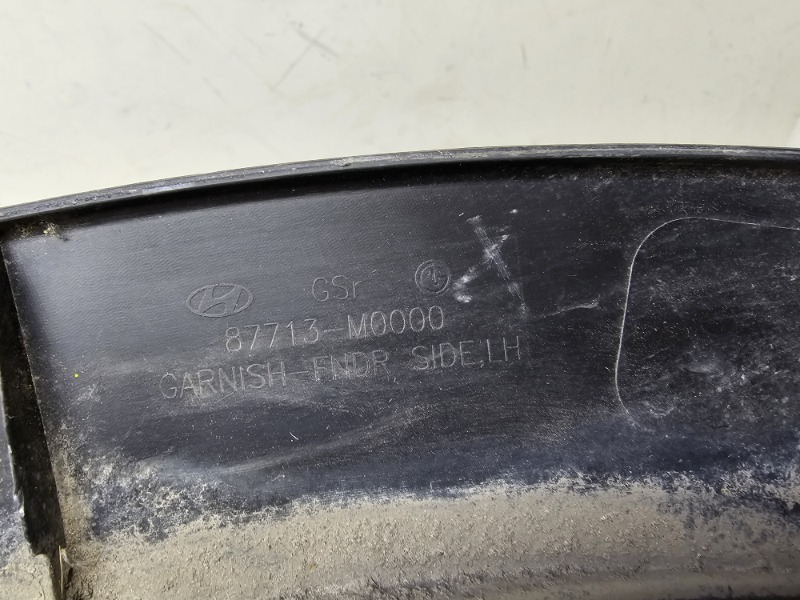 GSr
87713-M0000
GARNISH-FNDR SIDE,LH